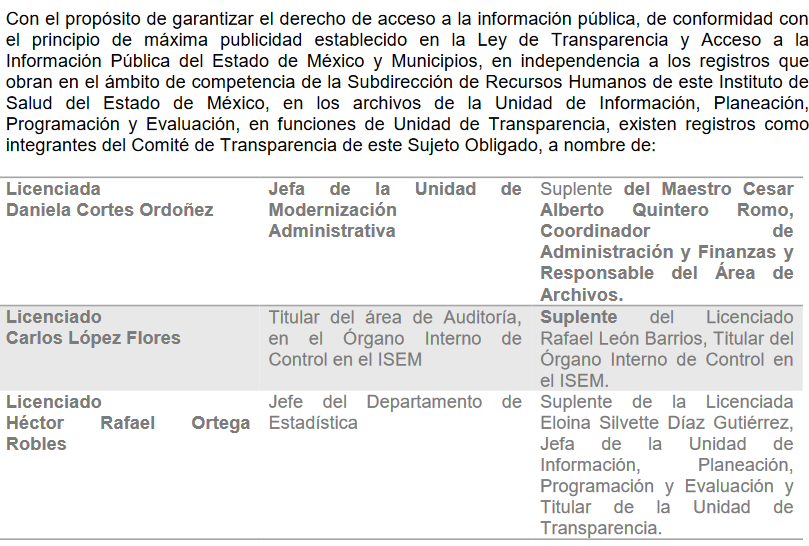 Con el propósito de garantizar el derecho de acceso a la información pública, de conformidad con
el principio de máxima publicidad establecido en la Ley de Transparencia y Acceso a la
Información Pública del Estado de México y Municipios, en independencia a los registros que
obran en el ámbito de competencia de la Subdirección de Recursos Humanos de este Instituto de
Salud del Estado de México, en los archivos de la Unidad de Información, Planeación,
Programación y Evaluación, en funciones de Unidad de Transparencia, existen registros como
integrantes del Comité de Transparencia de este Sujeto Obligado, a nombre de:
Licenciada
Daniela Cortes Ordoñez
Jefa de la Unidad de
Modernización
Administrativa
Suplente del Maestro Cesar
Alberto Quintero Romo,
Coordinador de
Administración y Finanzas y
Responsable del Área de
Archivos.
Licenciado
Carlos López Flores
Titular del área de Auditoría,
en el Órgano Interno de
Control en el ISEM
Suplente del Licenciado
Rafael León Barrios, Titular del
Órgano Interno de Control en
el ISEM.
Licenciado
Héctor Rafael Ortega
Robles
Jefe del Departamento de
Estadística
Suplente de la Licenciada
Eloina Silvette Díaz Gutiérrez,
Jefa de la Unidad de
Información, Planeación,
Programación y Evaluación y
Titular de la Unidad de
Transparencia.